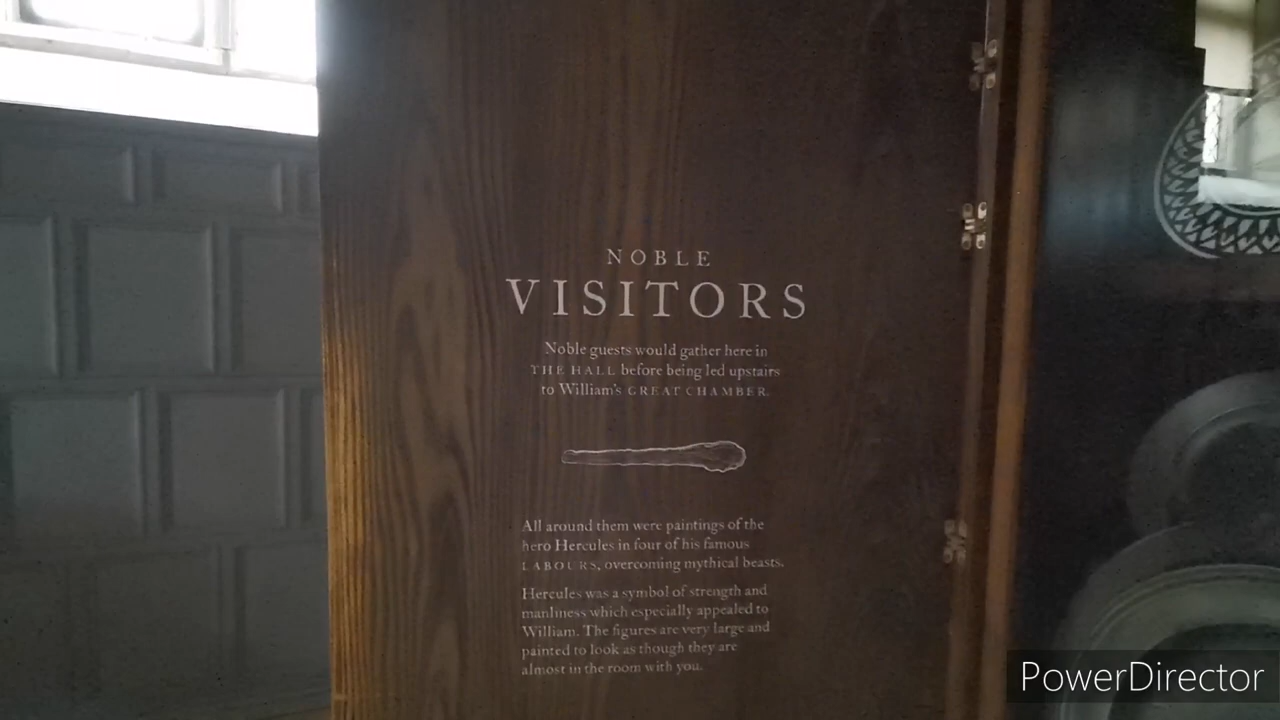 NOBLE
VISITORS
Noble guests would gather here in
THE HALL before being led upstairs
to William's GREAT CHAMBER.
All around them were paintings of the
hero Hercules in four of his famous
LABOURS, overcoming mythical beasts.
Hercules was a symbol of strength and
manliness which especially appealed to
William. The figures are very large and
painted to look as though they are
almost in the room with you.
PowerDirector